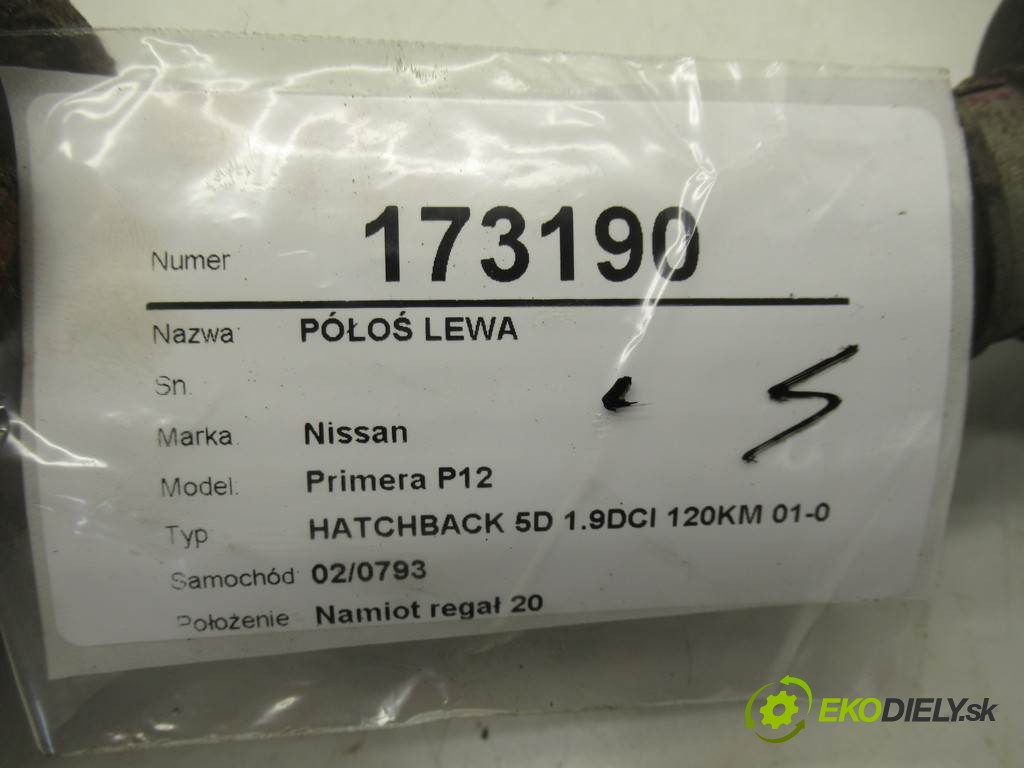 Numer 173190
Nazwa PÓŁOŚ LEWA
Sn.
Marka Nissan
Model. Primera P12
Typ HATCHBACK 5D 1.9DCI 120KM 01-0
Samochód 02/0793
Położenie Namiot regał 20
EKODIELY.sk